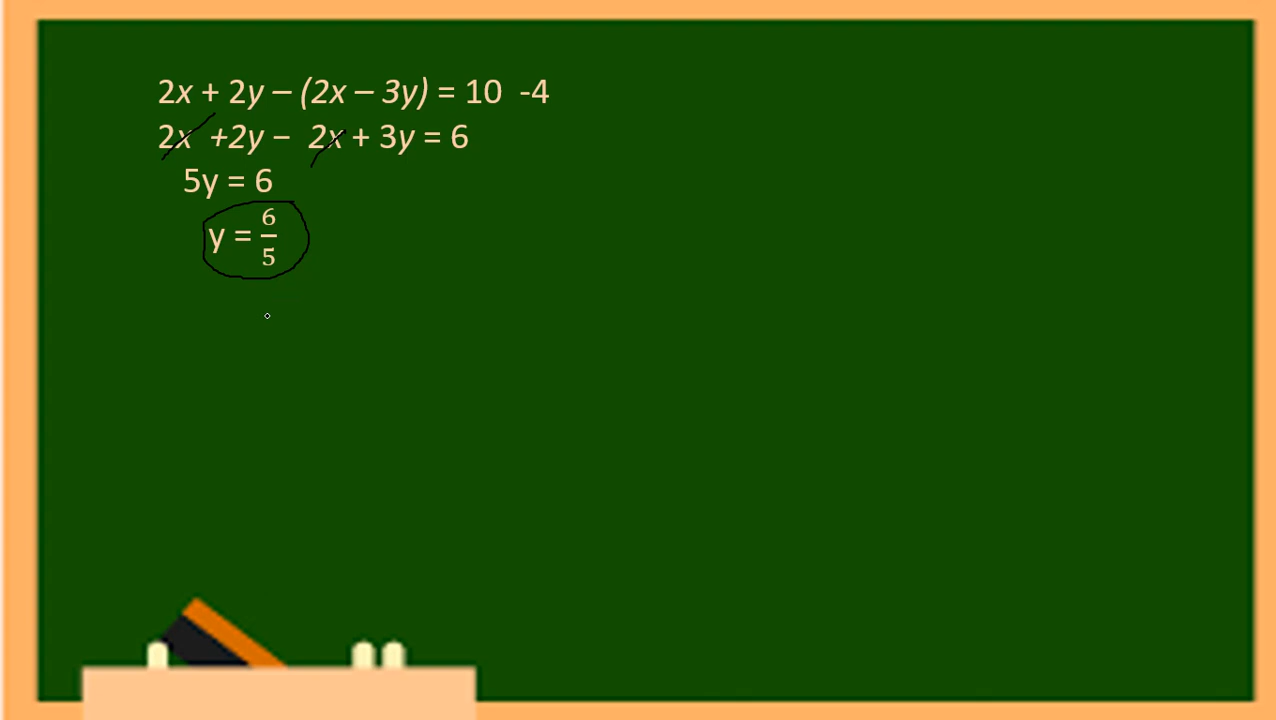 2x + 2y – (2x – 3y) = 10 -4
2x +2y – 2x + 3y = 6
5y = 6
y = 6/5